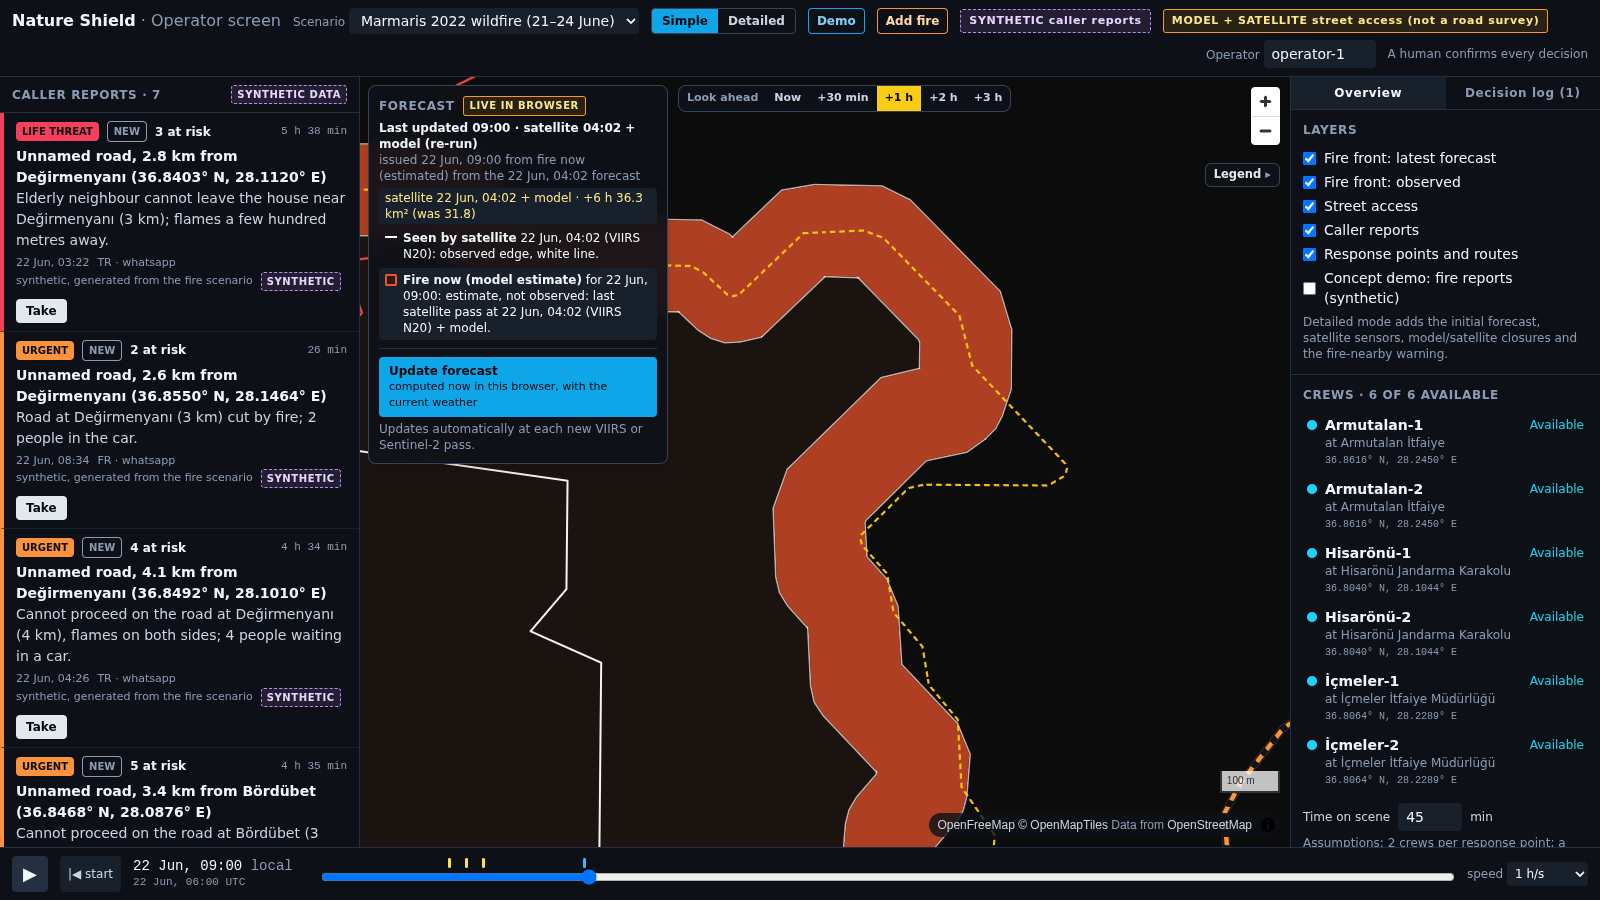 Nature Shield · Operator screen
Scenario
Marmaris 2022 wildfire (21–24 June)
Simple
Detailed
Demo
Add fire
SYNTHETIC caller reports
MODEL + SATELLITE street access (not a road survey)
Operator
operator-1
A human confirms every decision
CALLER REPORTS · 7
SYNTHETIC DATA
LIFE THREAT
NEW
3 at risk
5 h 38 min
Unnamed road, 2.8 km from
Değirmenyanı (36.8403° N, 28.1120° E)
Elderly neighbour cannot leave the house near
Değirmenyanı (3 km); flames a few hundred
metres away.
22 Jun, 03:22 TR · whatsapp
synthetic, generated from the fire scenario
SYNTHETIC
Take
URGENT
NEW
2 at risk
26 min
Unnamed road, 2.6 km from
Değirmenyanı (36.8550° N, 28.1464° E)
Road at Değirmenyanı (3 km) cut by fire; 2
people in the car.
22 Jun, 08:34 FR · whatsapp
synthetic, generated from the fire scenario
SYNTHETIC
Take
URGENT
NEW
4 at risk
4 h 34 min
Unnamed road, 4.1 km from
Değirmenyanı (36.8492° N, 28.1010° E)
Cannot proceed on the road at Değirmenyanı
(4 km), flames on both sides; 4 people waiting
in a car.
22 Jun, 04:26 TR · whatsapp
synthetic, generated from the fire scenario
SYNTHETIC
Take
URGENT
NEW
5 at risk
4 h 35 min
Unnamed road, 3.4 km from Bördübet
(36.8468° N, 28.0876° E)
Cannot proceed on the road at Bördübet (3
FORECAST
LIVE IN BROWSER
Last updated 09:00 · satellite 04:02 +
model (re-run)
issued 22 Jun, 09:00 from fire now
(estimated) from the 22 Jun, 04:02 forecast
satellite 22 Jun, 04:02 + model · +6 h 36.3
km² (was 31.8)
Seen by satellite 22 Jun, 04:02 (VIIRS
N20): observed edge, white line.
Fire now (model estimate) for 22 Jun,
09:00: estimate, not observed: last
satellite pass at 22 Jun, 04:02 (VIIRS
N20) + model.
Update forecast
computed now in this browser, with the
current weather
Updates automatically at each new VIIRS or
Sentinel-2 pass.
Look ahead
Now
+30 min
+1 h
+2 h
+3 h
+
−
Legend ▸
100 m
OpenFreeMap © OpenMapTiles Data from OpenStreetMap
Overview
Decision log (1)
LAYERS
Fire front: latest forecast
Fire front: observed
Street access
Caller reports
Response points and routes
Concept demo: fire reports
(synthetic)
Detailed mode adds the initial forecast,
satellite sensors, model/satellite closures and
the fire-nearby warning.
CREWS · 6 OF 6 AVAILABLE
Armutalan-1
Available
at Armutalan İtfaiye
36.8616° N, 28.2450° E
Armutalan-2
Available
at Armutalan İtfaiye
36.8616° N, 28.2450° E
Hisarönü-1
Available
at Hisarönü Jandarma Karakolu
36.8040° N, 28.1044° E
Hisarönü-2
Available
at Hisarönü Jandarma Karakolu
36.8040° N, 28.1044° E
İçmeler-1
Available
at İçmeler İtfaiye Müdürlüğü
36.8064° N, 28.2289° E
İçmeler-2
Available
at İçmeler İtfaiye Müdürlüğü
36.8064° N, 28.2289° E
Time on scene
45
min
Assumptions: 2 crews per response point; a
▶
|◀ start
22 Jun, 09:00 local
22 Jun, 06:00 UTC
speed
1 h/s